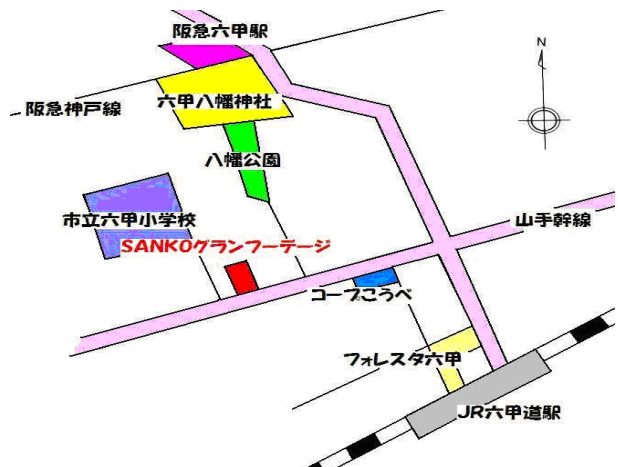 阪急六甲駅
N
六甲八幡神社
阪急神戸線
八幡公園
市立六甲小学校
山手幹線
SANKOグランフーテージ
コープこうべ
フォレスタ六甲
JR六甲道駅